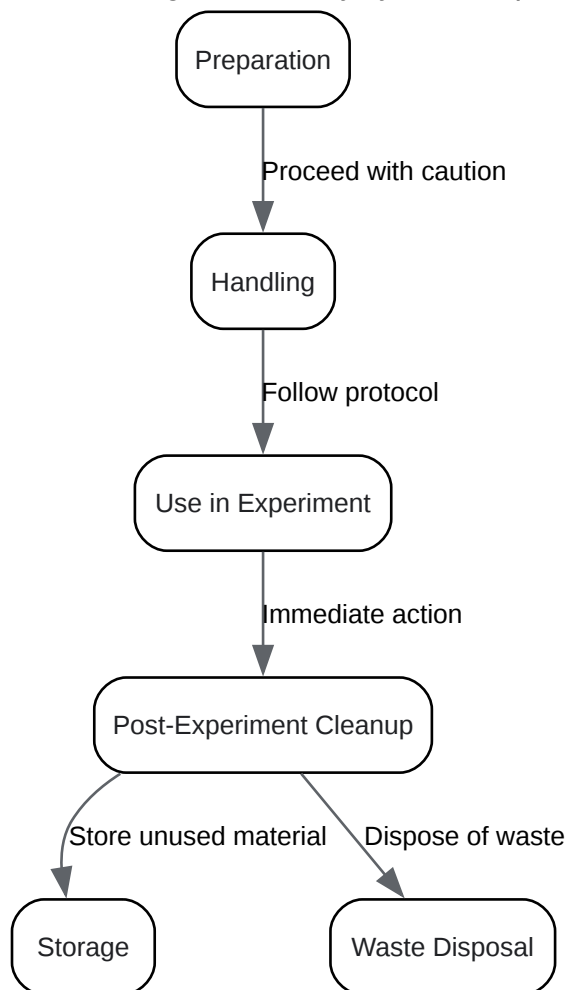 Preparation
Proceed with caution
Handling
Follow protocol
Use in Experiment
Immediate action
Post-Experiment Cleanup
Store unused material
Dispose of waste
Storage
Waste Disposal